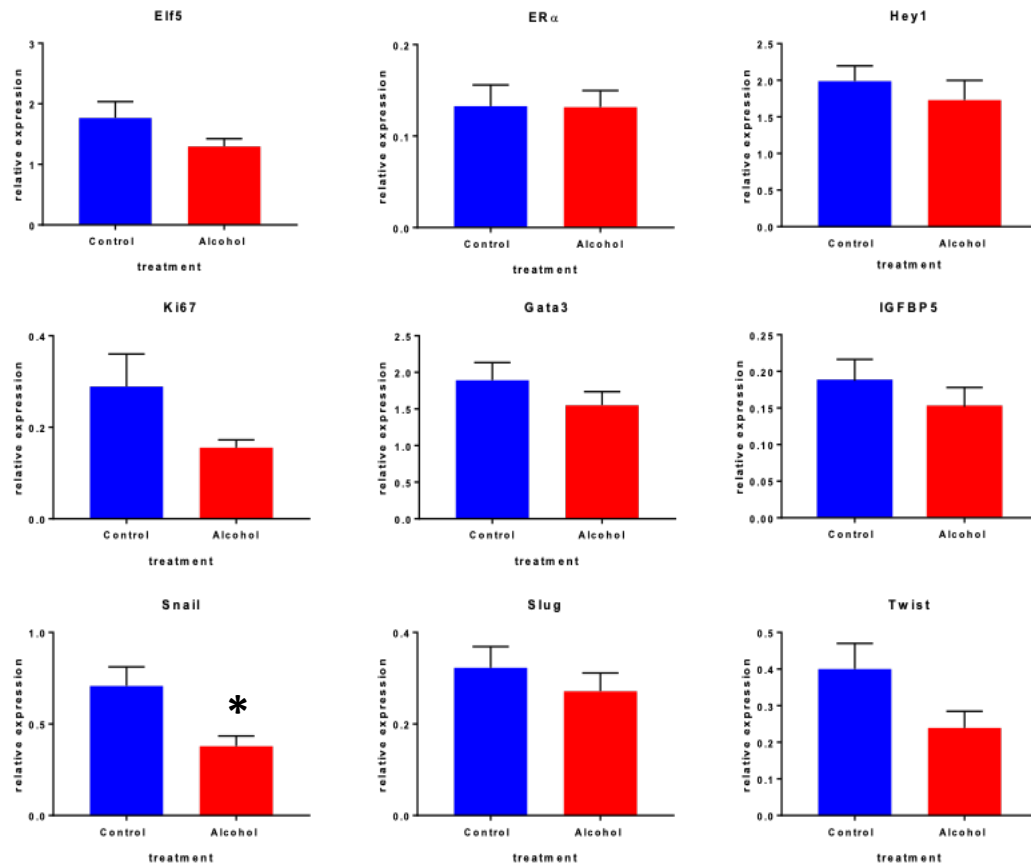 Elf5
relative expression
3
2
1
0
Control Alcohol
treatment
ER α
relative expression
0.2
0.1
0.0
Control Alcohol
treatment
Hey1
relative expression
2.5
2.0
1.5
1.0
0.5
0.0
Control Alcohol
treatment
Ki67
relative expression
0.4
0.2
0.0
Control Alcohol
treatment
Gata3
relative expression
2.5
2.0
1.5
1.0
0.5
0.0
Control Alcohol
treatment
IGFBP5
relative expression
0.25
0.20
0.15
0.10
0.05
0.00
Control Alcohol
treatment
Snail
relative expression
1.0
0.5
0.0
*
Control Alcohol
treatment
Slug
relative expression
0.4
0.2
0.0
Control Alcohol
treatment
Twist
relative expression
0.5
0.4
0.3
0.2
0.1
0.0
Control Alcohol
treatment